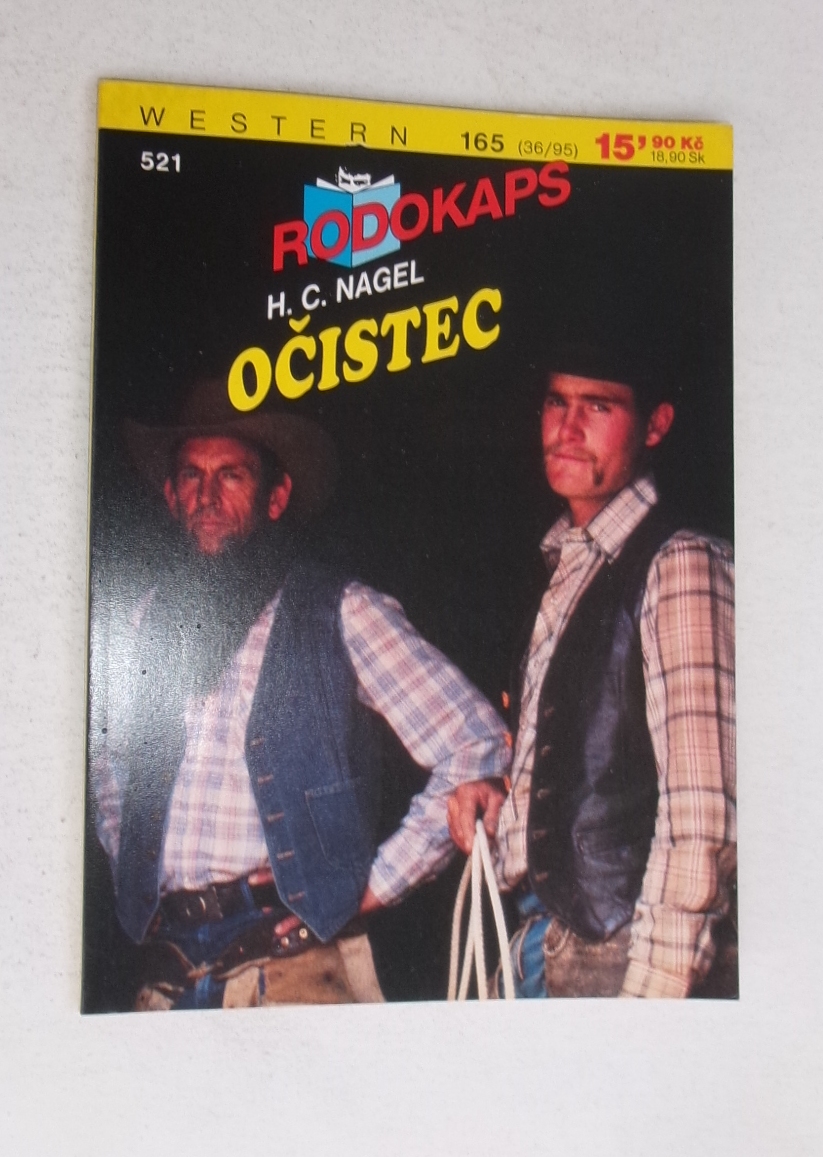 WESTERN 165 (36/95) 15,90 Kč
18,90 Sk
521
RODOKAPS
H. C. NAGEL
OČISTEC